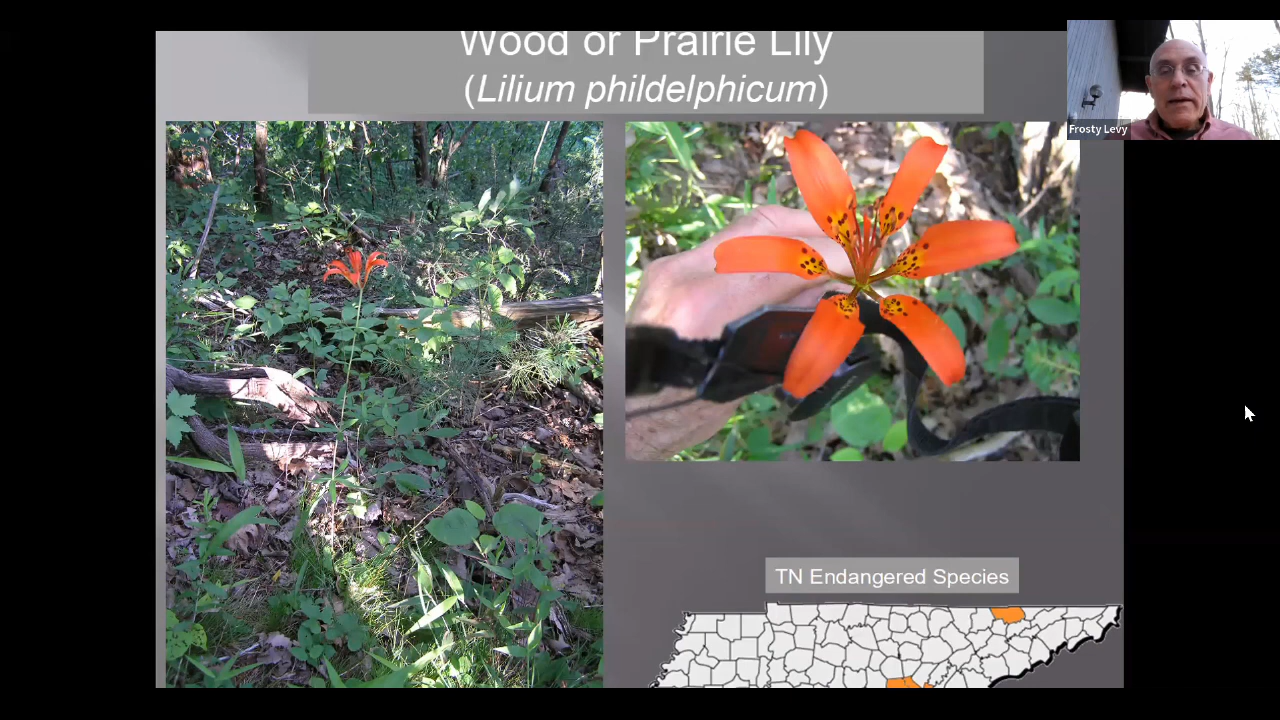 Wood or Prairie Lily
(Lilium phildelphicum)
Frosty Levy
TN Endangered Species